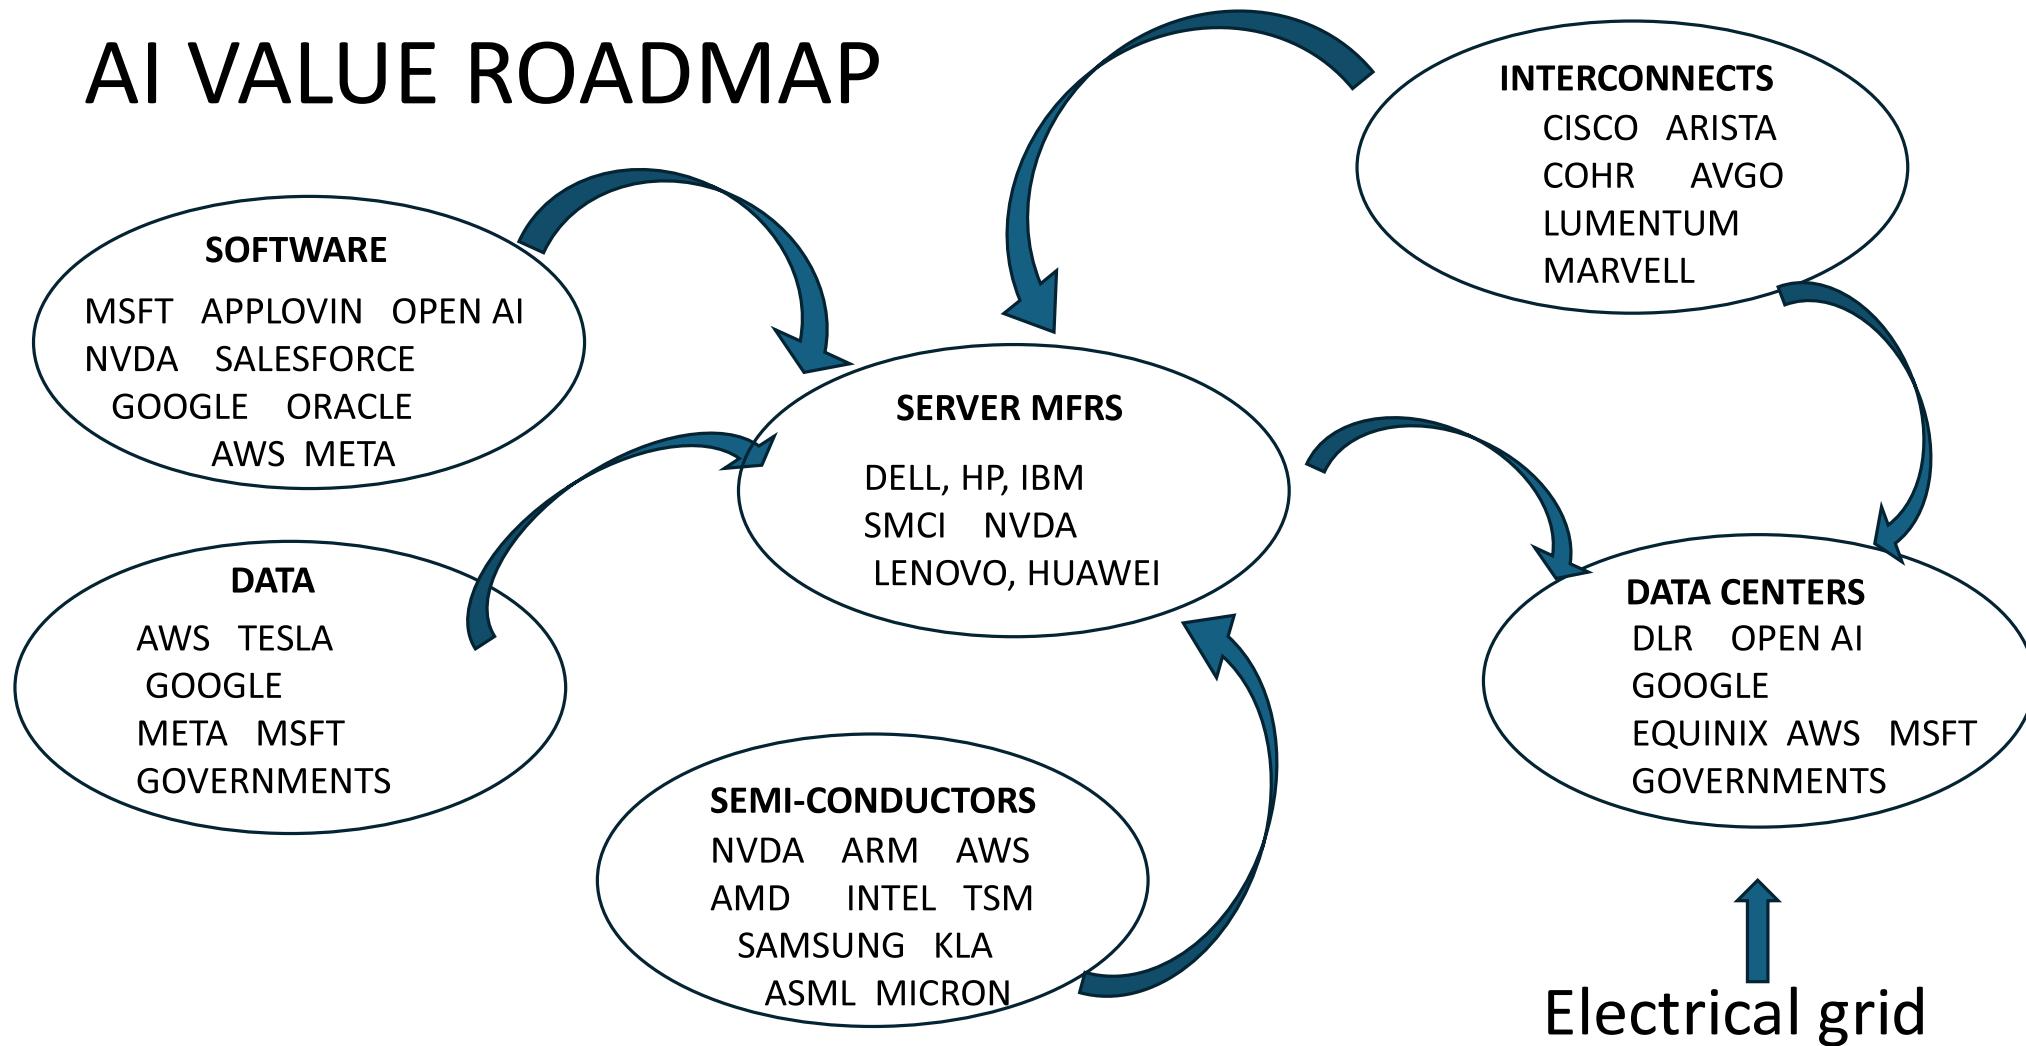 AI VALUE ROADMAP
INTERCONNECTS
CISCO ARISTA
COHR AVGO
LUMENTUM
MARVELL
SOFTWARE
MSFT APPLOVIN OPEN AI
NVDA SALESFORCE
GOOGLE ORACLE
AWS META
SERVER MFRS
DELL, HP, IBM
SMCI NVDA
LENOVO, HUAWEI
DATA
AWS TESLA
GOOGLE
META MSFT
GOVERNMENTS
DATA CENTERS
DLR OPEN AI
GOOGLE
EQUINIX AWS MSFT
GOVERNMENTS
SEMI-CONDUCTORS
NVDA ARM AWS
AMD INTEL TSM
SAMSUNG KLA
ASML MICRON
Electrical grid